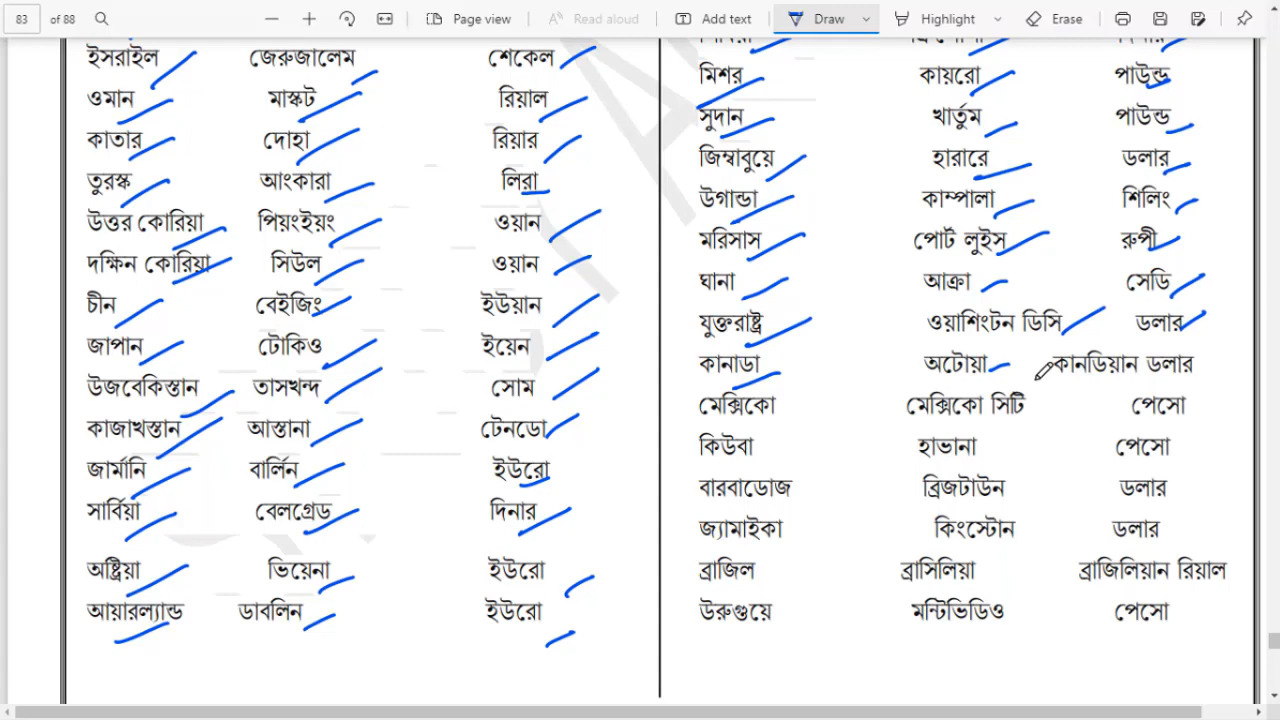 83 of 88 Page view Read aloud Add text Draw Highlight Erase
ইসরাইল জেরুজালেম শেকেল
ওমান মাস্কট রিয়াল
কাতার দোহা রিয়ার
তুরস্ক আংকারা লিরা
উত্তর কোরিয়া পিয়ংইয়ং ওয়ান
দক্ষিন কোরিয়া সিউল ওয়ান
চীন বেইজিং ইউয়ান
জাপান টোকিও ইয়েন
উজবেকিস্তান তাসখন্দ সোম
কাজাখস্তান আস্তানা টেনডো
জার্মানি বার্লিন ইউরো
সার্বিয়া বেলগ্রেড দিনার
অষ্ট্রিয়া ভিয়েনা ইউরো
আয়ারল্যান্ড ডাবলিন ইউরো
মিশর কায়রো পাউন্ড
সুদান খার্তুম পাউন্ড
জিম্বাবুয়ে হারারে ডলার
উগান্ডা কাম্পালা শিলিং
মরিসাস পোর্ট লুইস রুপী
ঘানা আক্রা সেডি
যুক্তরাষ্ট্র ওয়াশিংটন ডিসি ডলার
কানাডা অটোয়া কানডিয়ান ডলার
মেক্সিকো মেক্সিকো সিটি পেসো
কিউবা হাভানা পেসো
বারবাডোজ ব্রিজটাউন ডলার
জ্যামাইকা কিংস্টোন ডলার
ব্রাজিল ব্রাসিলিয়া ব্রাজিলিয়ান রিয়াল
উরুগুয়ে মন্টিভিডিও পেসো